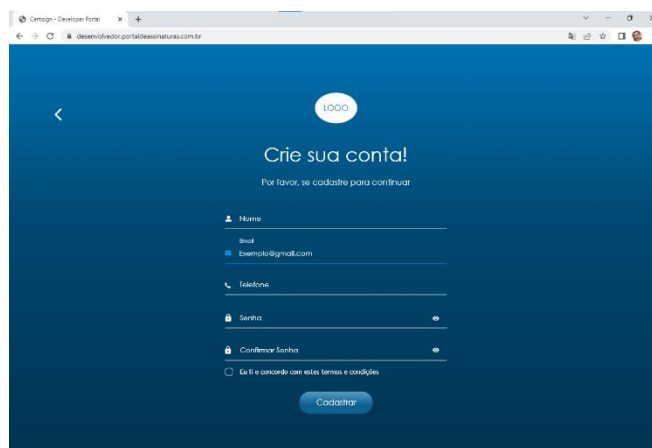 Certisign - Developer Portal
desenvolvedor.portaldeassinaturas.com.br
LOGO
Crie sua conta!
Por favor, se cadastre para continuar
Nome
Email
Exemplo@gmail.com
Telefone
Senha
Confirmar Senha
Eu li e concordo com estes termos e condições
Cadastrar